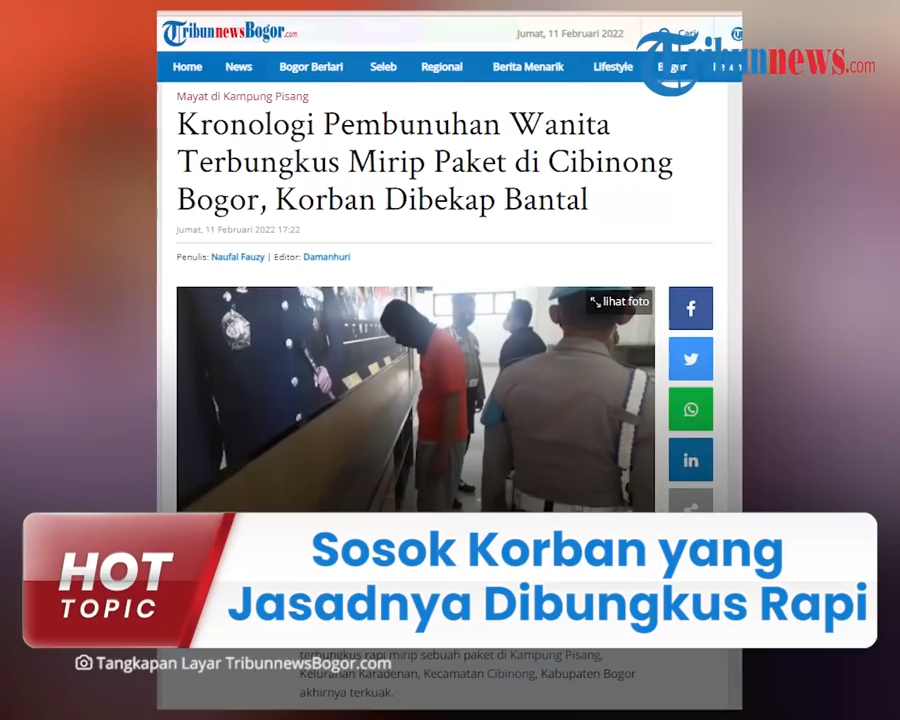 TribunnewsBogor.com
Jumat, 11 Februari 2022
Cari
Tribunnews.com
Home News Bogor Berlari Seleb Regional Berita Menarik Lifestyle Bogor
Mayat di Kampung Pisang
Kronologi Pembunuhan Wanita
Terbungkus Mirip Paket di Cibinong
Bogor, Korban Dibekap Bantal
Jumat, 11 Februari 2022 17:22
Penulis: Naufal Fauzy | Editor: Damanhuri
lihat foto
HOT
TOPIC
Sosok Korban yang
Jasadnya Dibungkus Rapi
terbungkus rapi mirip sebuah paket di Kampung Pisang,
Tangkapan Layar TribunnewsBogor.com
Kelurahan Karadenan, Kecamatan Cibinong, Kabupaten Bogor
akhirnya terkuak.